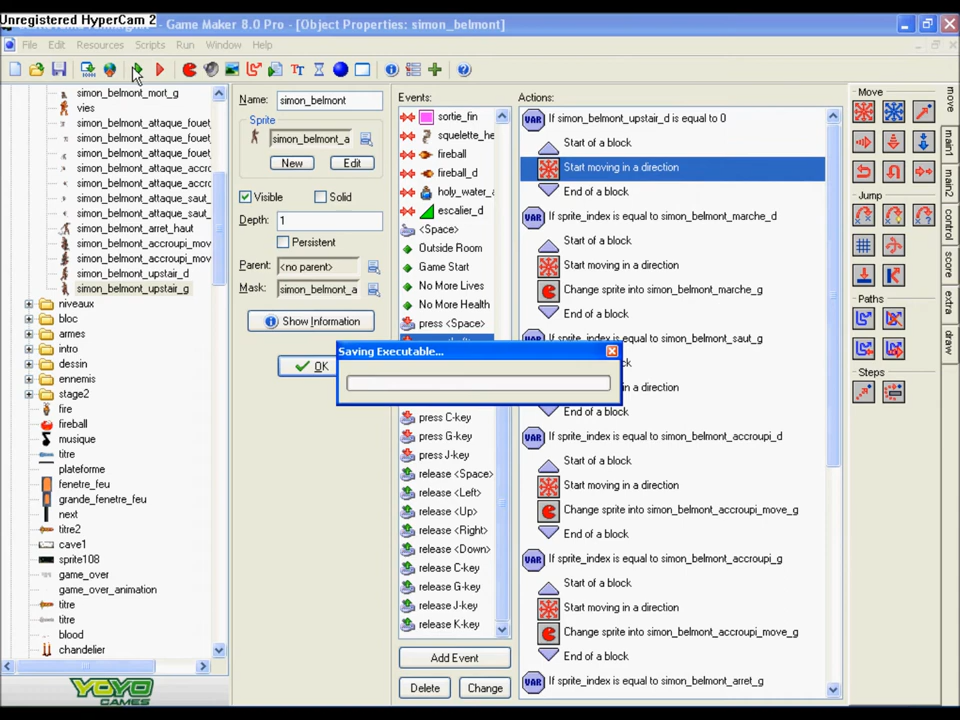 Unregistered HyperCam 2
Game Maker 8.0 Pro - [Object Properties: simon_belmont]
File Edit Resources Scripts Run Window Help
simon_belmont_mort_g
vies
simon_belmont_attaque_fouet
simon_belmont_attaque_fouet
simon_belmont_attaque_fouet
simon_belmont_attaque_accr
simon_belmont_attaque_accr
simon_belmont_attaque_saut_
simon_belmont_attaque_saut_
simon_belmont_arret_haut
simon_belmont_accroupi_mov
simon_belmont_accroupi_mov
simon_belmont_upstair_d
simon_belmont_upstair_g
niveaux
bloc
armes
intro
dessin
ennemis
stage2
fire
fireball
musique
titre
plateforme
fenetre_feu
grande_fenetre_feu
next
titre2
cave1
sprite108
game_over
game_over_animation
titre
titre
blood
chandelier
YOYO
GAMES
Name: simon_belmont
Sprite
simon_belmont_a
New Edit
Visible Solid
Depth: 1
Persistent
Parent: <no parent>
Mask: simon_belmont_a
Show Information
OK
Events:
sortie_fin
squelette_he
fireball
fireball_d
holy_water_
escalier_d
<Space>
Outside Room
Game Start
No More Lives
No More Health
press <Space>
Saving Executable...
press C-key
press G-key
press J-key
release <Space>
release <Left>
release <Up>
release <Right>
release <Down>
release C-key
release G-key
release J-key
release K-key
Add Event
Delete Change
Actions:
If simon_belmont_upstair_d is equal to 0
Start of a block
Start moving in a direction
End of a block
If sprite_index is equal to simon_belmont_marche_d
Start of a block
Start moving in a direction
Change sprite into simon_belmont_marche_g
End of a block
If sprite_index is equal to simon_belmont_saut_g
n a direction
End of a block
If sprite_index is equal to simon_belmont_accroupi_d
Start of a block
Start moving in a direction
Change sprite into simon_belmont_accroupi_move_g
End of a block
If sprite_index is equal to simon_belmont_accroupi_g
Start of a block
Start moving in a direction
Change sprite into simon_belmont_accroupi_move_g
End of a block
If sprite_index is equal to simon_belmont_arret_g
Move
Jump
Paths
Steps
move
main1
main2
control
score
extra
draw